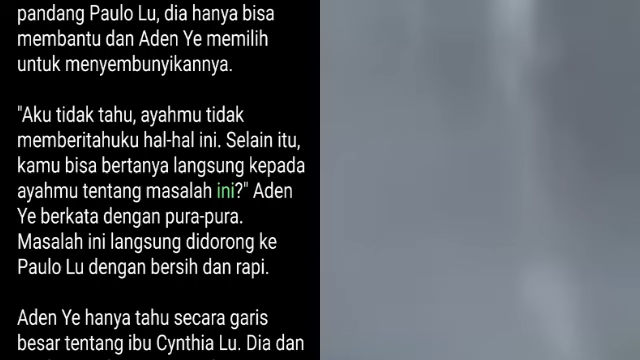 pandang Paulo Lu, dia hanya bisa
membantu dan Aden Ye memilih
untuk menyembunyikannya.
"Aku tidak tahu, ayahmu tidak
memberitahuku hal-hal ini. Selain itu,
kamu bisa bertanya langsung kepada
ayahmu tentang masalah ini?" Aden
Ye berkata dengan pura-pura.
Masalah ini langsung didorong ke
Paulo Lu dengan bersih dan rapi.
Aden Ye hanya tahu secara garis
besar tentang ibu Cynthia Lu. Dia dan